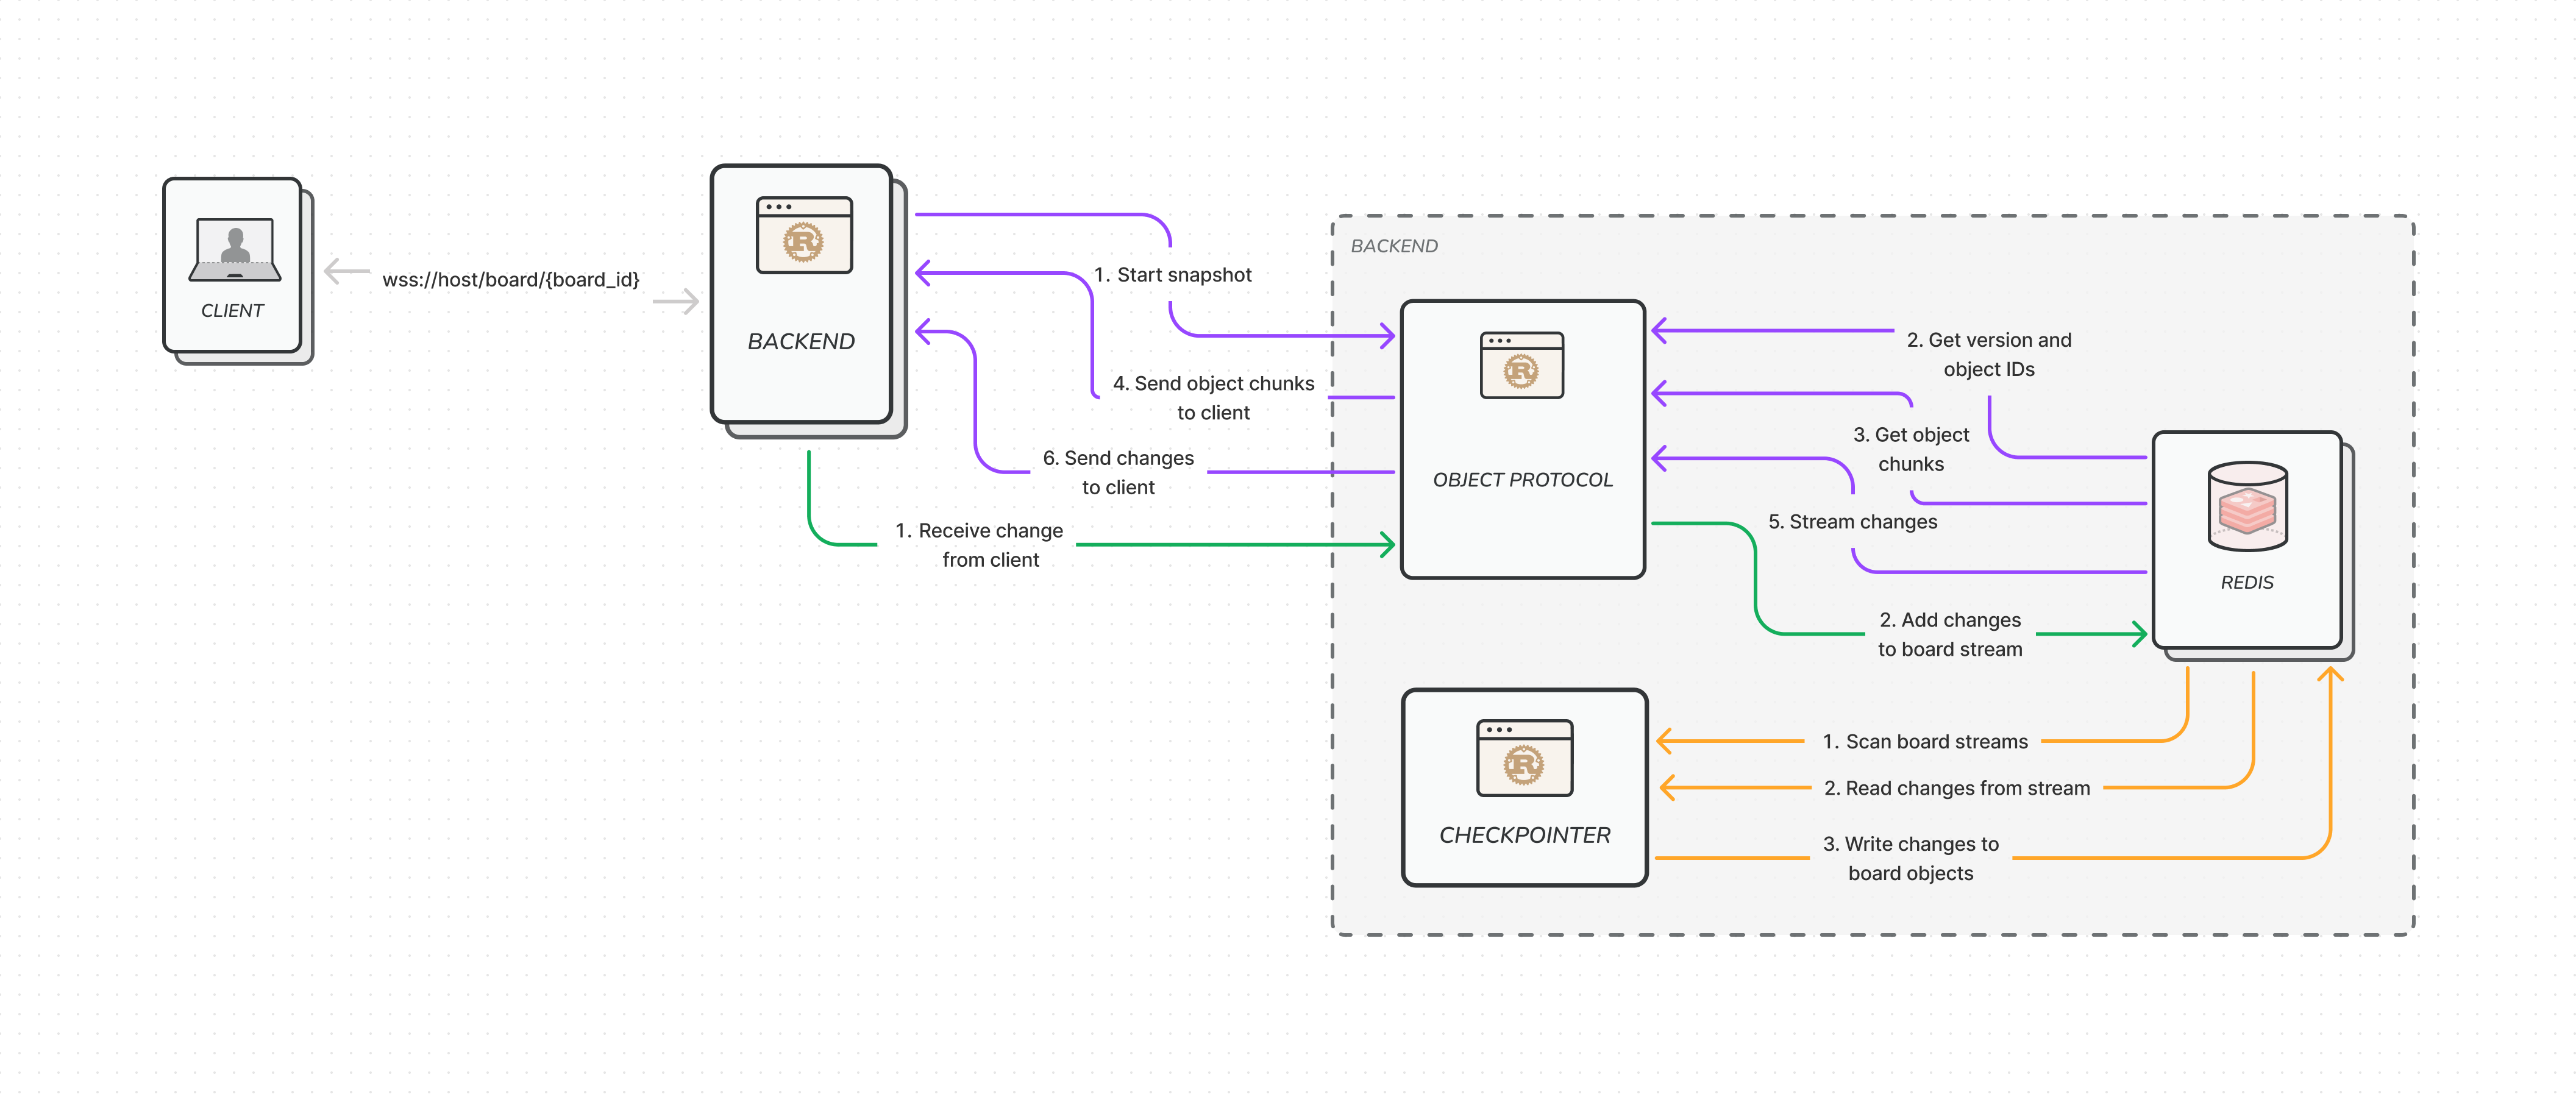 CLIENT
wss://host/board/{board_id}
BACKEND
1. Start snapshot
4. Send object chunks
to client
6. Send changes
to client
1. Receive change
from client
BACKEND
OBJECT PROTOCOL
2. Get version and
object IDs
3. Get object
chunks
5. Stream changes
2. Add changes
to board stream
REDIS
CHECKPOINTER
1. Scan board streams
2. Read changes from stream
3. Write changes to
board objects